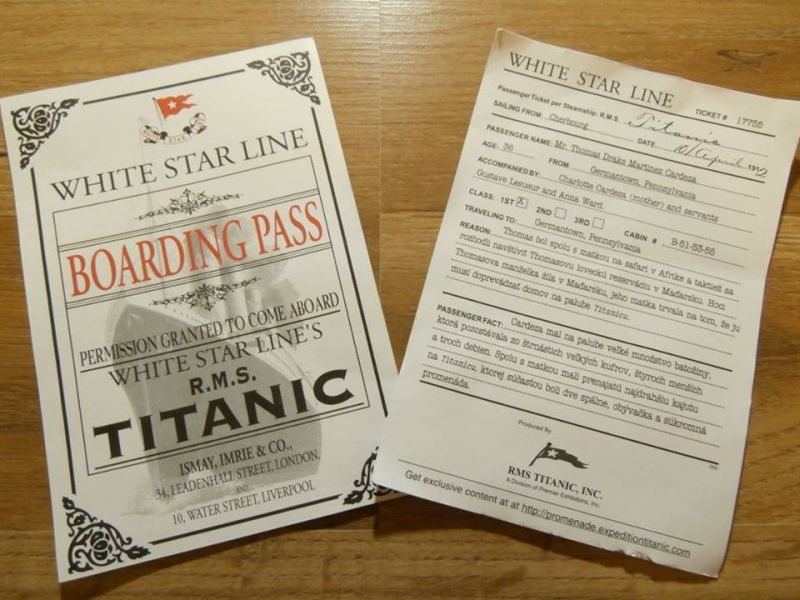 STAR
WHITE STAR LINE
BOARDING PASS
PERMISSION GRANTED TO COME ABOARD
WHITE STAR LINE'S
R.M.S.
TITANIC
ISMAY, IMRIE & CO.,
34, LEADENHALL STREET, LONDON,
AND
10, WATER STREET, LIVERPOOL
WHITE STAR LINE
TICKET # 17755
Passenger Ticket per Steamship: R.M.S. Titanic
SAILING FROM: Cherbourg DATE 10/April 1912
PASSENGER NAME: Mr. Thomas Drake Martinez Cardeza
AGE: 36 FROM: Germantown, Pennsylvania
ACCOMPANIED BY: Charlotte Cardeza (mother) and servants
Gustave Lesueur and Anna Ward
CLASS: 1ST X 2ND 3RD CABIN # B-51-53-55
TRAVELING TO: Germantown, Pennsylvania
REASON: Thomas bol spolu s matkou na safari v Afrike a taktiež sa
rozhodli navštíviť Thomasovu loveckú rezerváciu v Maďarsku. Hoci
Thomasova manželka žila v Maďarsku, jeho matka trvala na tom, že ju
musí doprevádzať domov na palube Titanicu.
PASSENGER FACT: Cardeza mal na palube veľké množstvo batožiny,
ktorá pozostávala zo štrnástich veľkých kufrov, štyroch menších
a troch debien. Spolu s matkou mali prenajatú najdrahšiu kajutu
na Titanicu, ktorej súčasťou boli dve spálne, obývačka a súkromná
promenáda.
Produced By
RMS TITANIC, INC.
A Division of Premier Exhibitions, Inc.
Get exclusive content at at http://promenade.expeditiontitanic.com